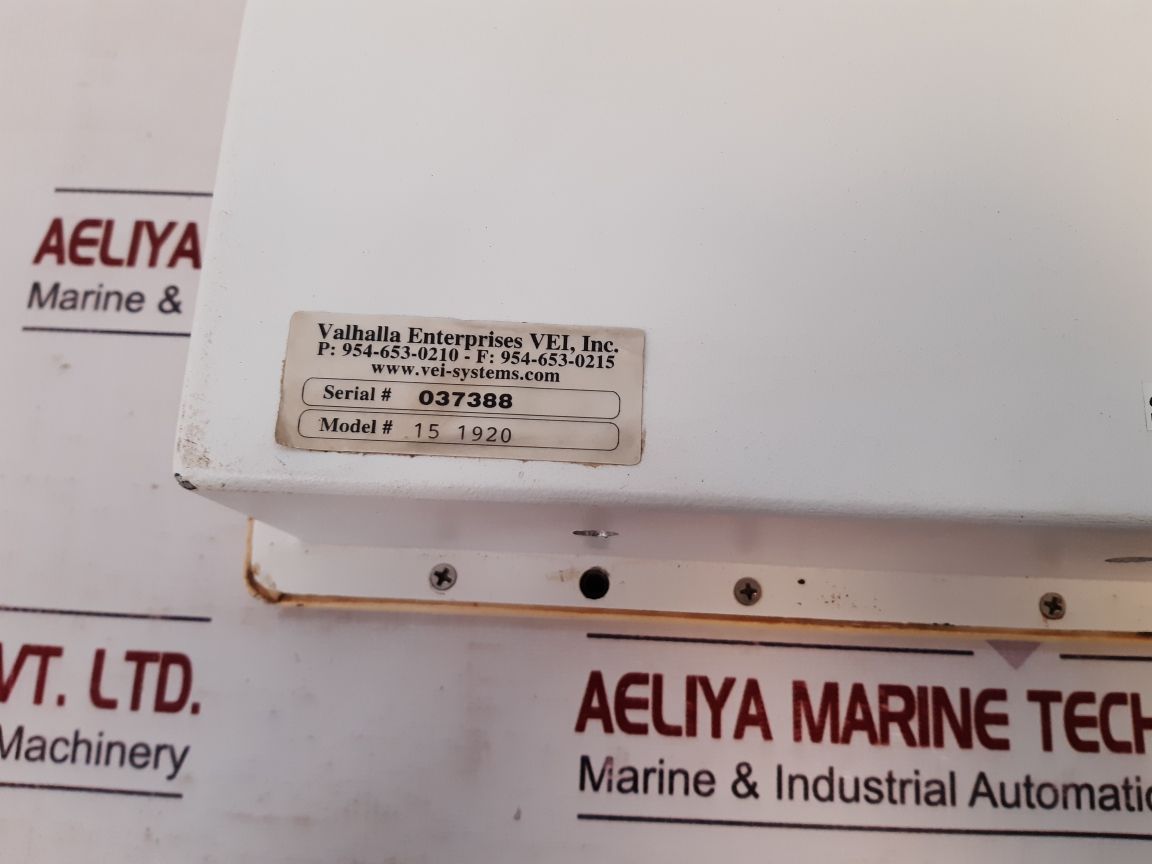 AELIYA
Marine &
Valhalla Enterprises VEI, Inc.
P: 954-653-0210 - F: 954-653-0215
www.vei-systems.com
Serial # 037388
Model # 15 1920
VT. LTD.
Machinery
AELIYA MARINE TECH
Marine & Industrial Automatic